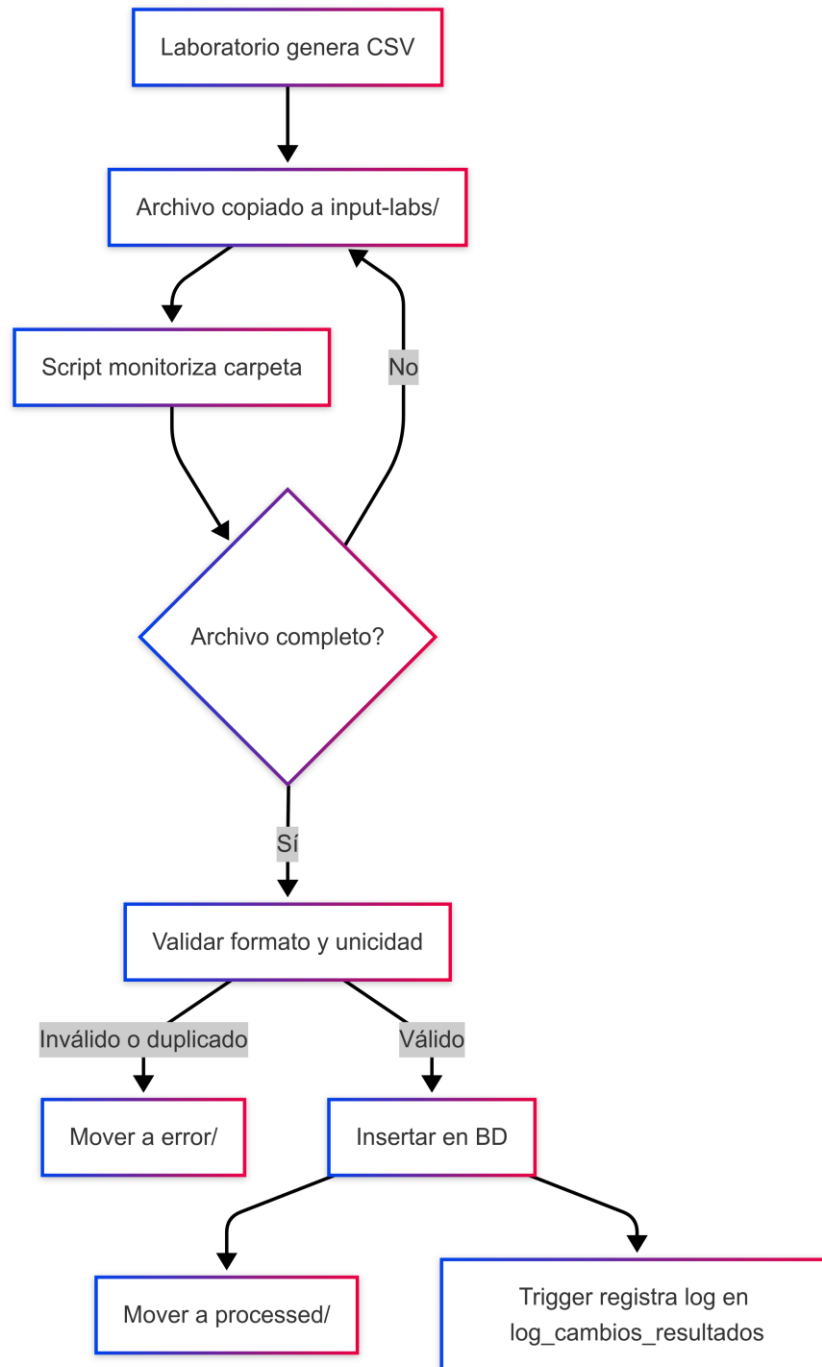 Laboratorio genera CSV
Archivo copiado a input-labs/
Script monitoriza carpeta
No
Archivo completo?
Sí
Validar formato y unicidad
Inválido o duplicado
Válido
Mover a error/
Insertar en BD
Mover a processed/
Trigger registra log en
log_cambios_resultados